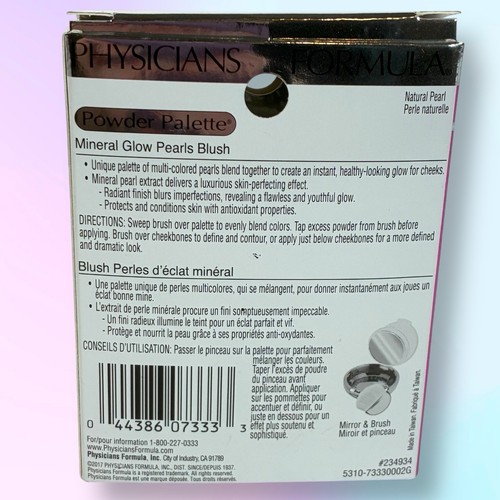 PHYSICIANS FORMULA®
Natural Pearl
Perle naturelle
Powder Palette®
Mineral Glow Pearls Blush
• Unique palette of multi-colored pearls blend together to create an instant, healthy-looking glow for cheeks.
• Mineral pearl extract delivers a luxurious skin-perfecting effect.
- Radiant finish blurs imperfections, revealing a flawless and youthful glow.
- Protects and conditions skin with antioxidant properties.
DIRECTIONS: Sweep brush over palette to evenly blend colors. Tap excess powder from brush before
applying. Brush over cheekbones to define and contour, or apply just below cheekbones for a more defined
and dramatic look.
Blush Perles d'éclat minéral
• Une palette unique de perles multicolores, qui se mélangent, pour donner instantanément aux joues un
éclat bonne mine.
• L'extrait de perle minérale procure un fini somptueusement impeccable.
- Un fini radieux illumine le teint pour un éclat parfait et vif.
- Protège et nourrit la peau grâce à ses propriétés anti-oxydantes.
CONSEILS D'UTILISATION: Passer le pinceau sur la palette pour parfaitement
mélanger les couleurs.
Taper l'excès de poudre
du pinceau avant
application. Appliquer
sur les pommettes pour
accentuer et définir, ou
juste en dessous pour un
effet plus soutenu et
sophistiqué.
0 44386 07333 3
Mirror & Brush
Miroir et pinceau
Made in Taiwan. Fabriqué à Taiwan.
For/pour information 1-800-227-0333
www.PhysiciansFormula.com
Physicians Formula, Inc. City of Industry, CA 91789
©2017 PHYSICIANS FORMULA, INC., DIST. SINCE/DEPUIS 1937.
Physicians Formula is a registered trademark. All rights reserved.
Physicians Formula est une marque déposée. Tous droits réservés.
#234934
5310-73330002G